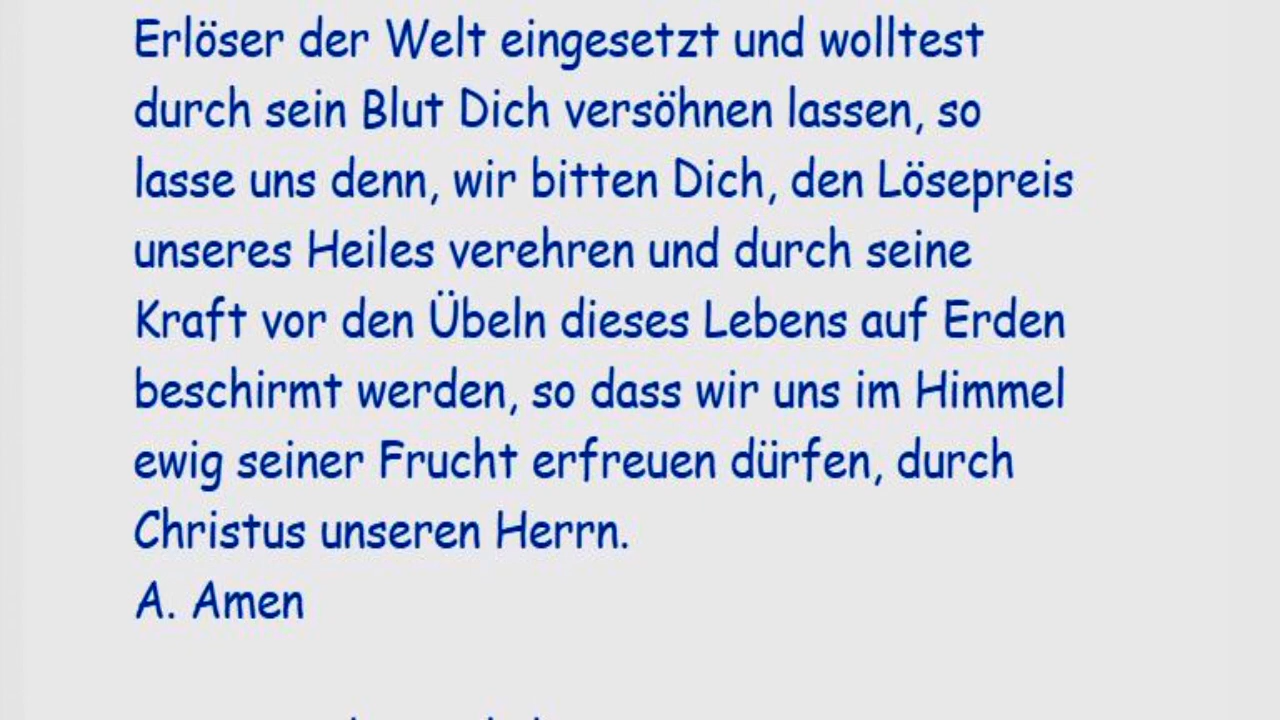 Erlöser der Welt eingesetzt und wolltest
durch sein Blut Dich versöhnen lassen, so
lasse uns denn, wir bitten Dich, den Lösepreis
unseres Heiles verehren und durch seine
Kraft vor den Übeln dieses Lebens auf Erden
beschirmt werden, so dass wir uns im Himmel
ewig seiner Frucht erfreuen dürfen, durch
Christus unseren Herrn.
A. Amen